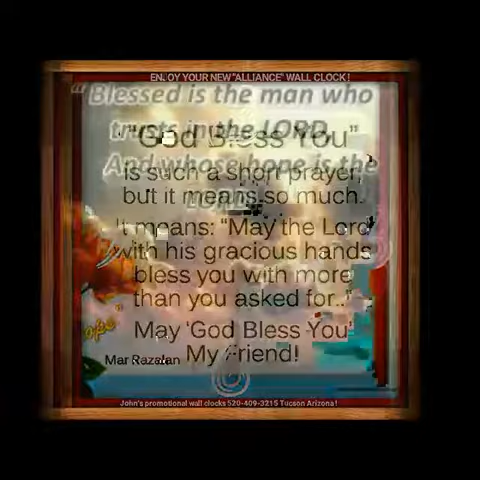 ENJOY YOUR NEW "ALLIANCE" WALL CLOCK!
"Blessed is the man who
trusts in the LORD
And whose hope is the
LORD
"God Bless You"
is such a short prayer,
but it means so much.
It means: "May the Lord
with his gracious hands
bless you with more
than you asked for.."
May 'God Bless You'
My Friend!
ope"
Mar Razalan
John's promotional wall clocks 520-409-3215 Tucson Arizona!